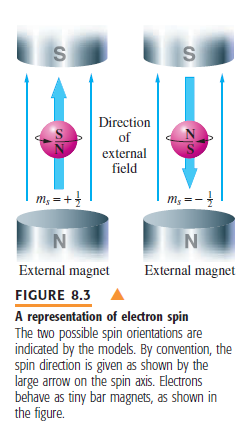 S S
Direction
of
external
field
S N
N S
mₛ = + 1/2 mₛ = − 1/2
N N
External magnet External magnet
FIGURE 8.3
A representation of electron spin
The two possible spin orientations are
indicated by the models. By convention, the
spin direction is given as shown by the
large arrow on the spin axis. Electrons
behave as tiny bar magnets, as shown in
the figure.